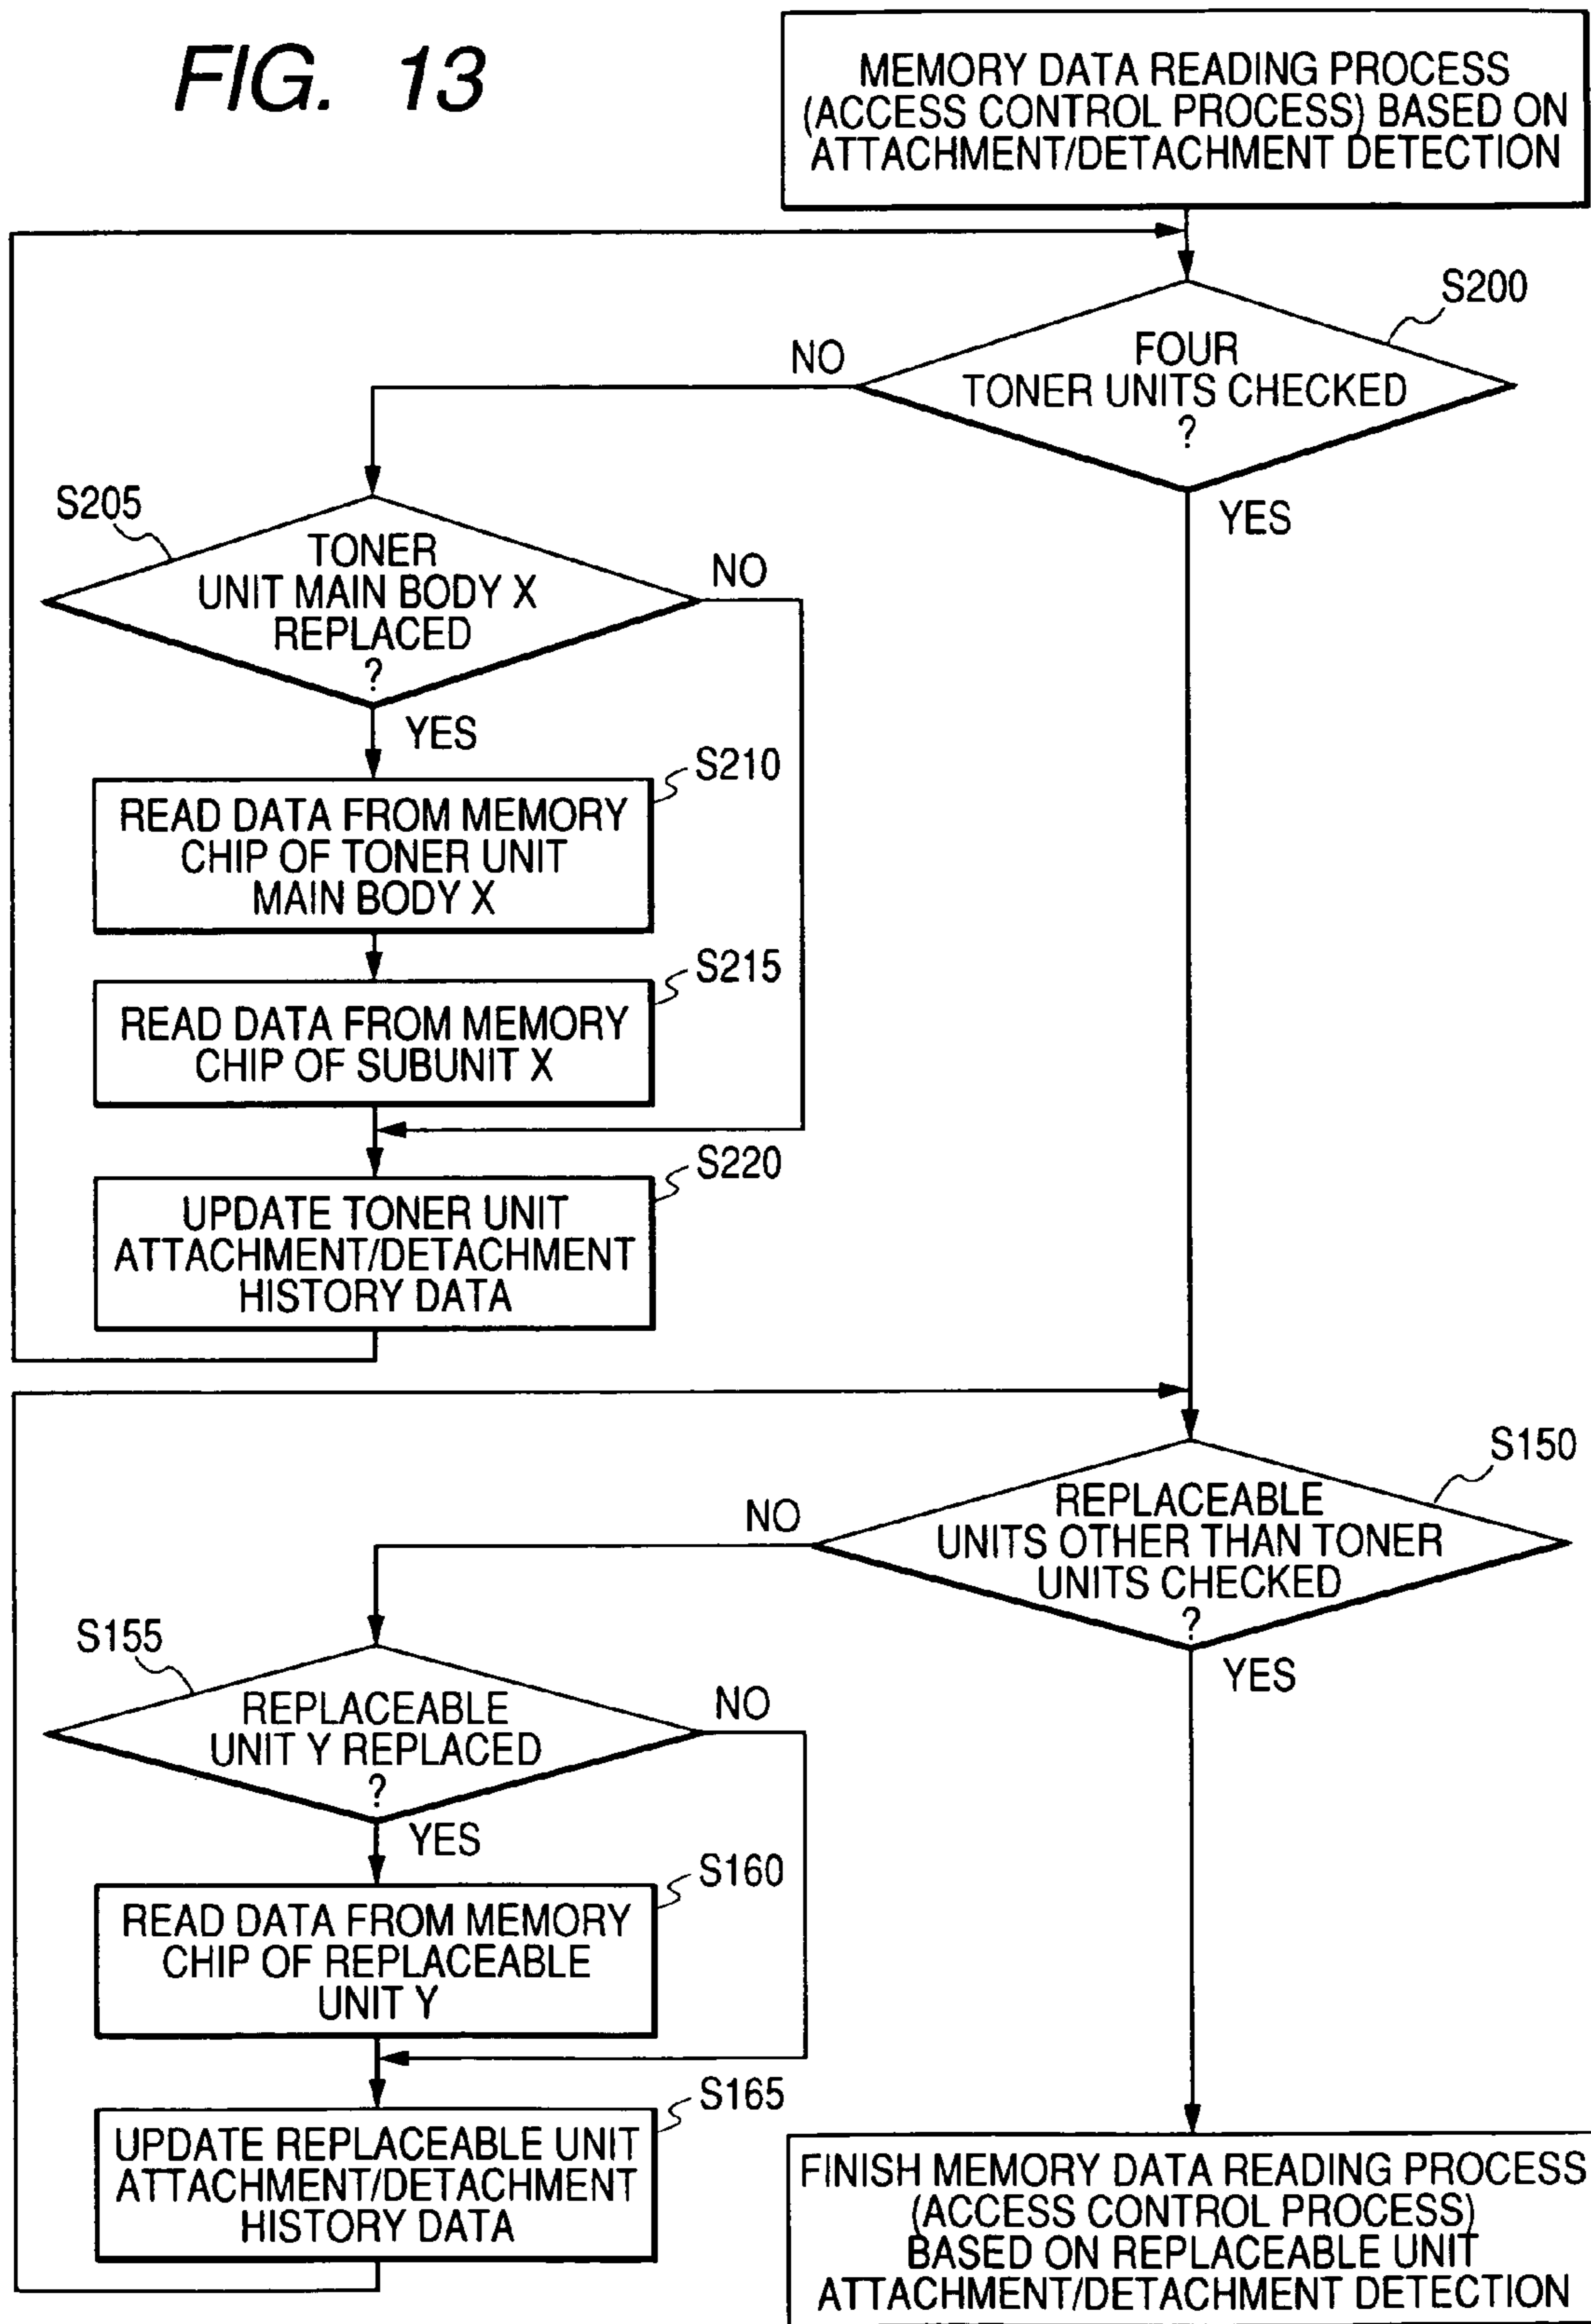 FIG. 13
MEMORY DATA READING PROCESS
(ACCESS CONTROL PROCESS) BASED ON
ATTACHMENT/DETACHMENT DETECTION
S200
FOUR
TONER UNITS CHECKED
?
NO
YES
S205
TONER
UNIT MAIN BODY X
REPLACED
?
NO
YES
S210
READ DATA FROM MEMORY
CHIP OF TONER UNIT
MAIN BODY X
S215
READ DATA FROM MEMORY
CHIP OF SUBUNIT X
S220
UPDATE TONER UNIT
ATTACHMENT/DETACHMENT
HISTORY DATA
S150
REPLACEABLE
UNITS OTHER THAN TONER
UNITS CHECKED
?
NO
YES
S155
REPLACEABLE
UNIT Y REPLACED
?
NO
YES
S160
READ DATA FROM MEMORY
CHIP OF REPLACEABLE
UNIT Y
S165
UPDATE REPLACEABLE UNIT
ATTACHMENT/DETACHMENT
HISTORY DATA
FINISH MEMORY DATA READING PROCESS
(ACCESS CONTROL PROCESS)
BASED ON REPLACEABLE UNIT
ATTACHMENT/DETACHMENT DETECTION